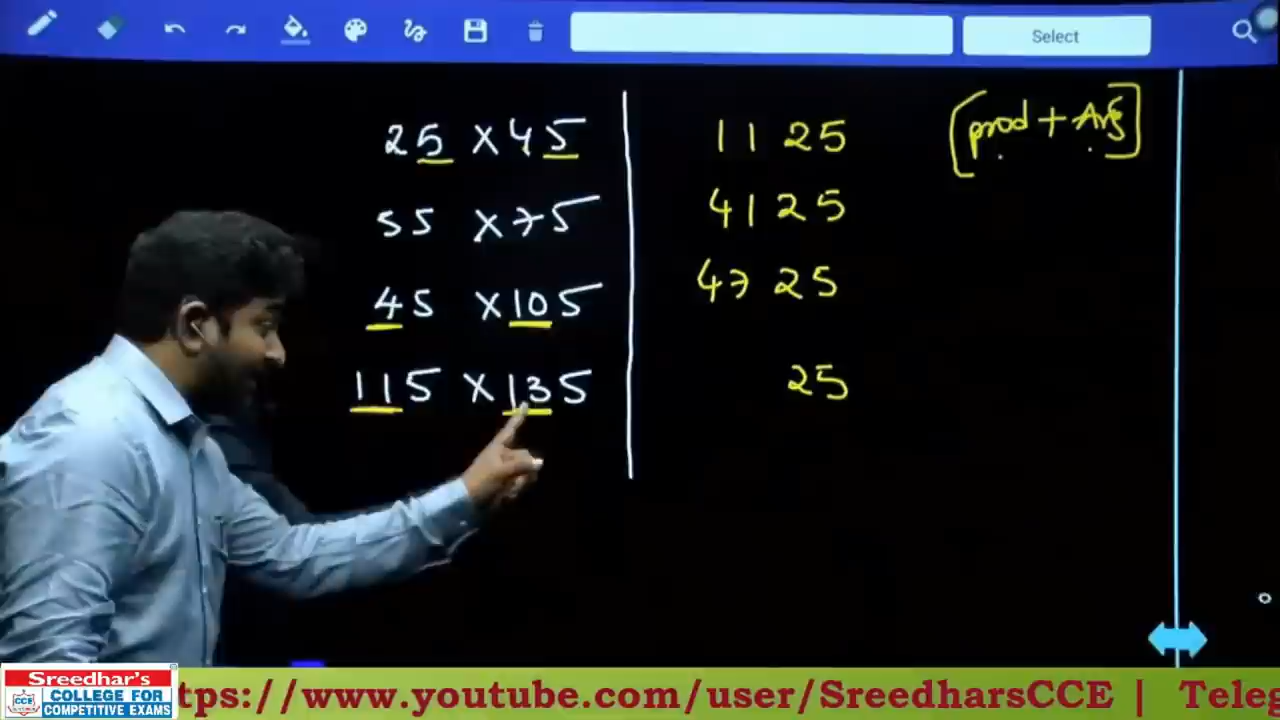 Select
25 × 45 1125 [prod + Avg]
55 × 75 4125
45 × 105 4725
115 × 135 25
Sreedhar's
CCE
COLLEGE FOR
COMPETITIVE EXAMS
tps://www.youtube.com/user/SreedharsCCE | Teleg